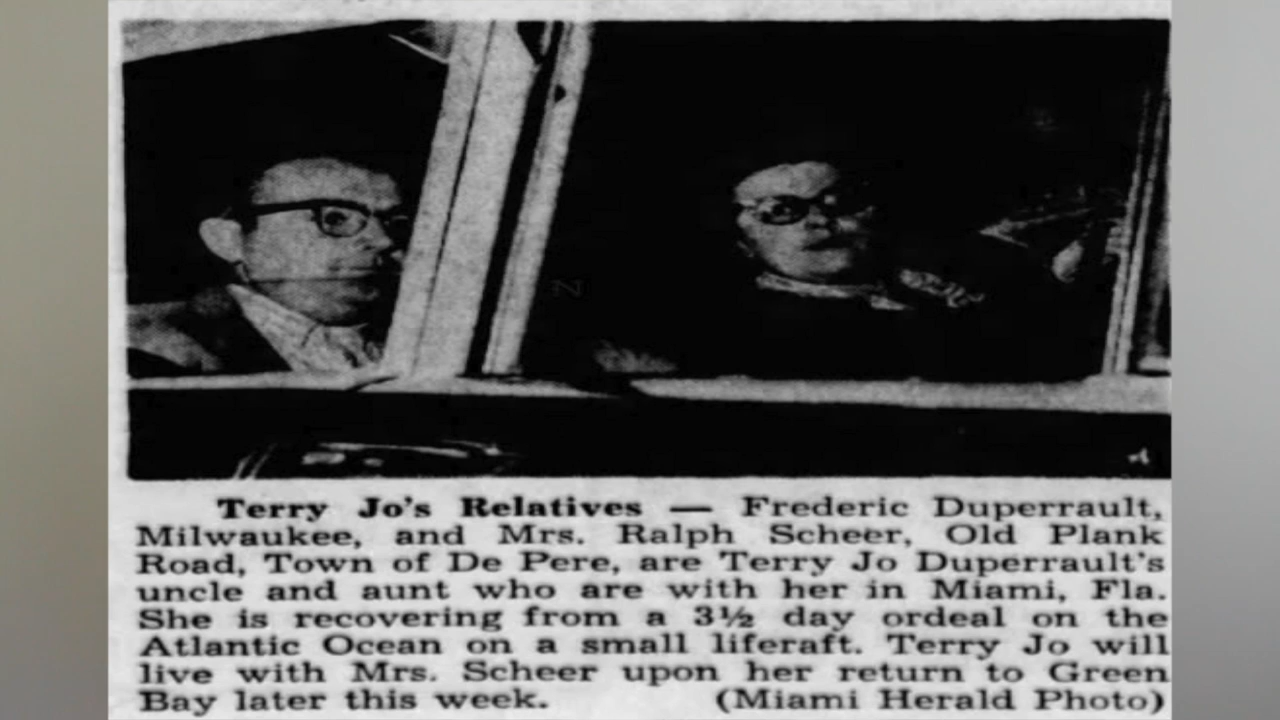 Terry Jo's Relatives — Frederic Duperrault,
Milwaukee, and Mrs. Ralph Scheer, Old Plank
Road, Town of De Pere, are Terry Jo Duperrault's
uncle and aunt who are with her in Miami, Fla.
She is recovering from a 3½ day ordeal on the
Atlantic Ocean on a small liferaft. Terry Jo will
live with Mrs. Scheer upon her return to Green
Bay later this week. (Miami Herald Photo)